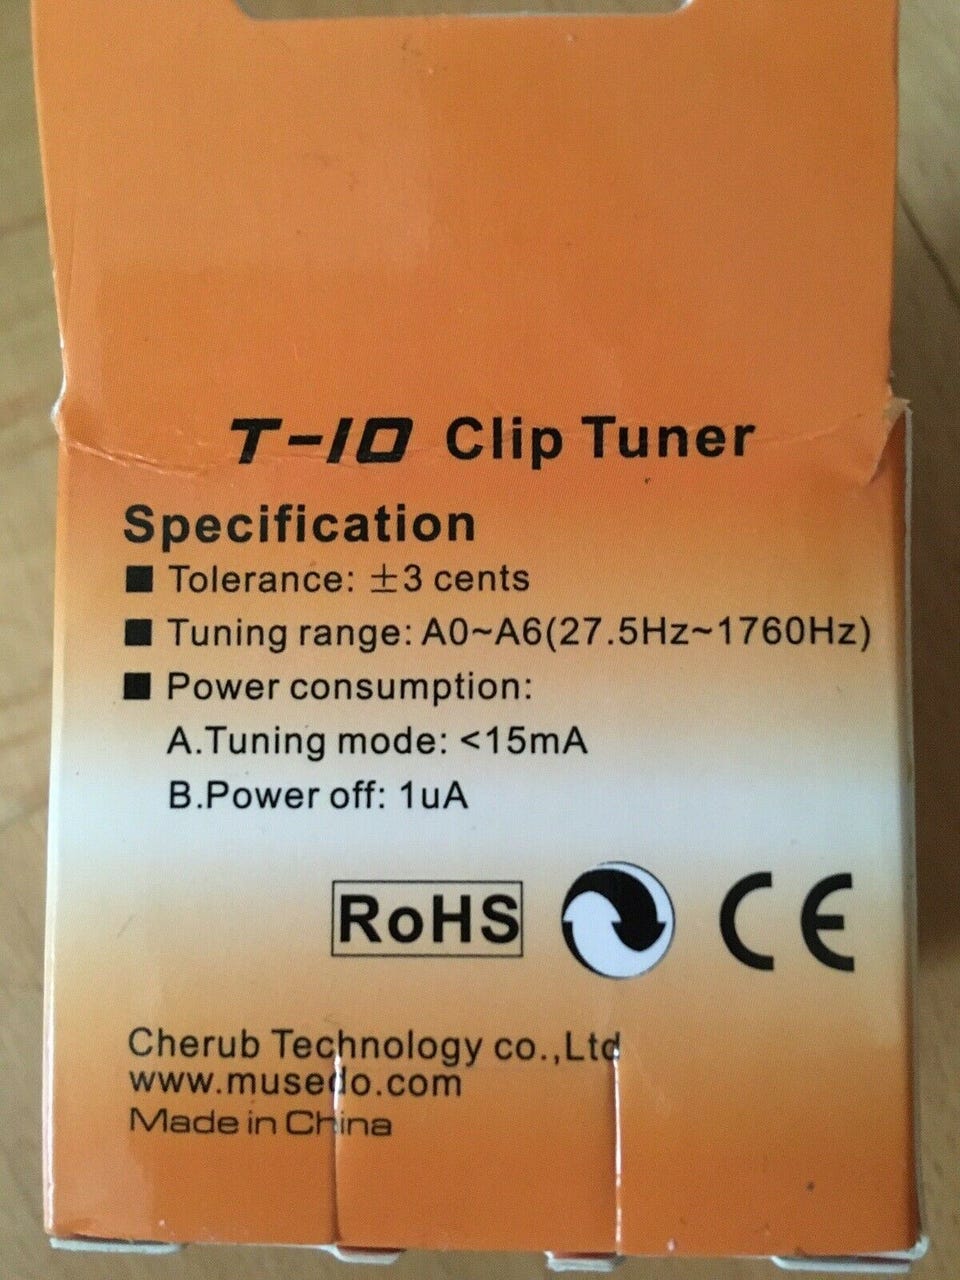 T-10 Clip Tuner
Specification
■ Tolerance: ±3 cents
■ Tuning range: A0~A6(27.5Hz~1760Hz)
■ Power consumption:
A.Tuning mode: <15mA
B.Power off: 1uA
RoHS CE
Cherub Technology co.,Ltd
www.musedo.com
Made in China